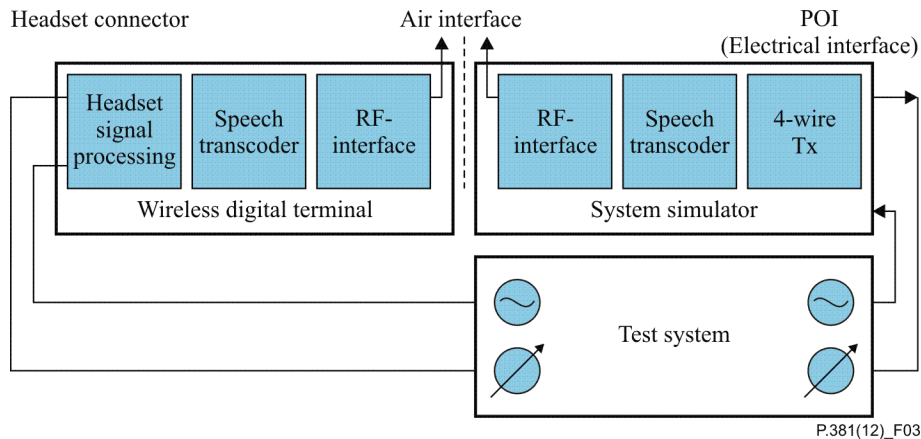 Headset connector
Air interface
POI
(Electrical interface)
Headset
signal
processing
Speech
transcoder
RF-
interface
Wireless digital terminal
RF-
interface
Speech
transcoder
4-wire
Tx
System simulator
Test system
P.381(12)_F03